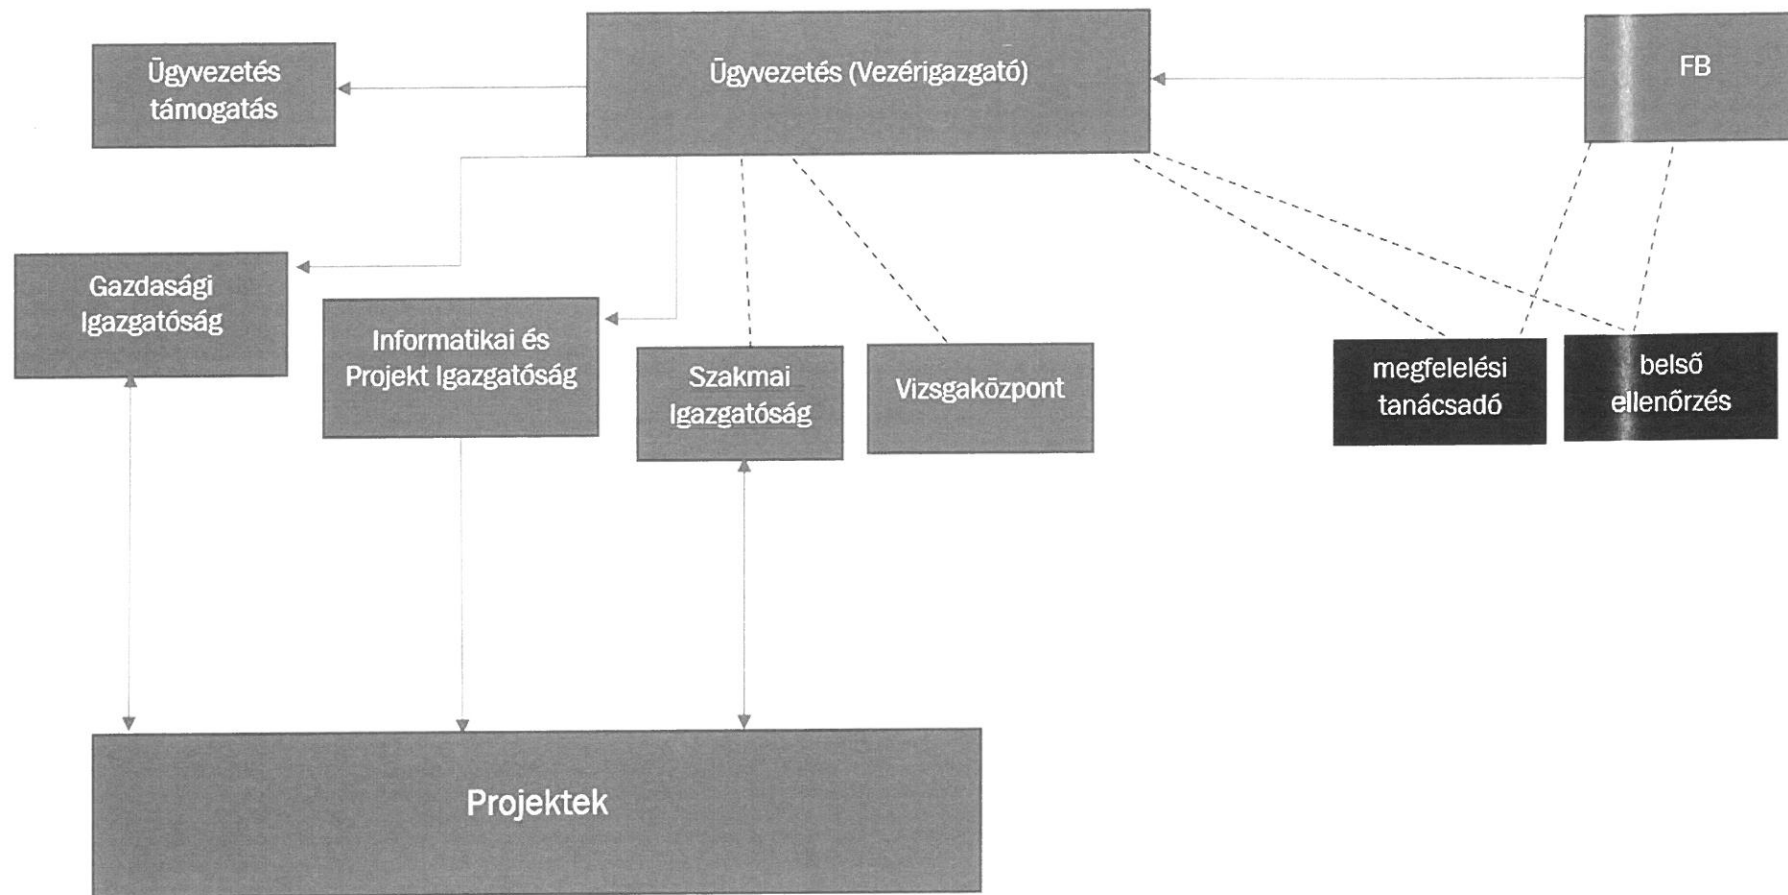 Ügyvezetés
támogatás
Ügyvezetés (Vezérigazgató)
FB
Gazdasági
Igazgatóság
Informatikai és
Projekt Igazgatóság
Szakmai
Igazgatóság
Vizsgaközpont
megfelelési
tanácsadó
belső
ellenőrzés
Projektek